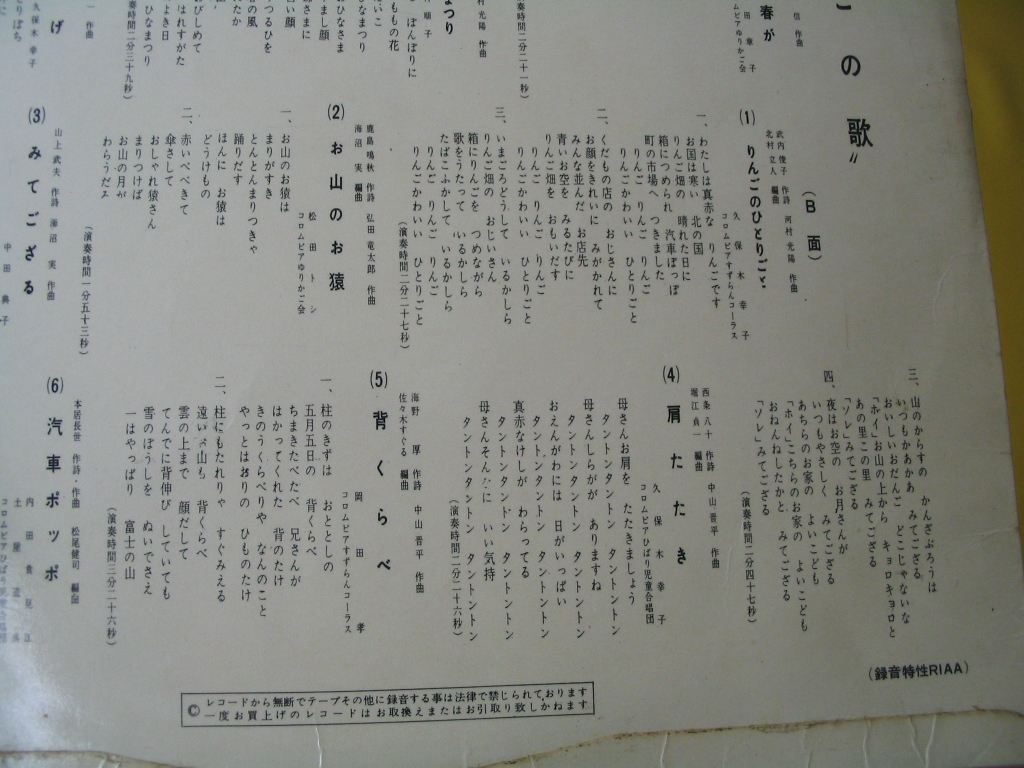 この歌〟
春が
信 作曲
(B 面)
(1) りんごのひとりごと
武内俊子 作詩 河村光陽 作曲
北村立人 編曲
久保木幸子
コロムビアすずらんコーラス
一、わたしは真赤な りんごです
お国は寒い 北の国
りんご畑の 晴れた日に
箱につめられ 汽車ぽっぽ
町の市場へ つきました
りんご りんご りんご
りんごかわいい ひとりごと
二、くだもの店の おじさんに
お顔をきれいに みがかれて
みんな並んだ お店先
青いお空を みるたびに
りんご畑を おもいだす
りんご りんご りんご
りんごかわいい ひとりごと
三、いまごろどうして いるかしら
りんご畑の おじいさん
箱にりんごを つめながら
歌をうたって いるかしら
たばこふかして いるかしら
りんご りんご りんご
りんごかわいい ひとりごと
(演奏時間二分二十七秒)
(2) お山のお猿
鹿島鳴秋 作詩 弘田竜太郎 作曲
海沼実 編曲
松田トシ
コロムビアゆりかご会
一、お山のお猿は
まりがすき
とんとんまりつきゃ
踊りだす
ほんに お猿は
どうけもの
二、赤いべべきて
傘さして
おしゃれ猿さん
まりつけば
お山の月が
わらうだろ
(演奏時間一分五十三秒)
(3) みてござる
山上武夫 作詩 海沼実 作曲
中田典子
三、山のからすの かんざぶろうは
いつもかあかあ みてござる
おいしいおだんご どこじゃないな
「ホイ」お山の上から キョロキョロと
あの里この里 みてござる
「ソレ」みてござる
四、夜はお空の お月さんが
いつもやさしく みてござる
あちらのお家の よいこども
「ホイ」こちらのお家の よいこども
おねんねしたかと みてござる
「ソレ」みてござる
(演奏時間二分四十七秒)
(4) 肩たたき
西条八十 作詩 中山晋平 作曲
堀江貞一 編曲
久保木幸子
コロムビアひばり児童合唱団
母さんお肩を たたきましょう
タントンタントン タントントン
母さんしらがが ありますね
タントンタントン タントントン
おえんがわには 日がいっぱい
タントンタントン タントントン
真赤なけしが わらってる
タントンタントン タントントン
母さんそんなに いい気持
タントンタントン タントントン
(演奏時間二分二十六秒)
(5) 背くらべ
海野厚 作詩 中山晋平 作曲
佐々木すぐる 編曲
岡田孝
コロムビアすずらんコーラス
一、柱のきずは おととしの
五月五日の 背くらべ
ちまきたべたべ 兄さんが
はかってくれた 背のたけ
きのうくらべりゃ なんのこと
やっとはおりの ひものたけ
二、柱にもたれりゃ すぐみえる
遠いお山も 背くらべ
雲の上まで 顔だして
てんでに背伸び していても
雪のぼうしを ぬいでさえ
一はやっぱり 富士の山
(演奏時間三分二十六秒)
(6) 汽車ポッポ
本居長世 作詩・作曲 松尾健司 編曲
(録音特性RIAA)
© レコードから無断でテープその他に録音する事は法律で禁じられております
一度お買上げのレコードはお取換えまたはお引取り致しかねます